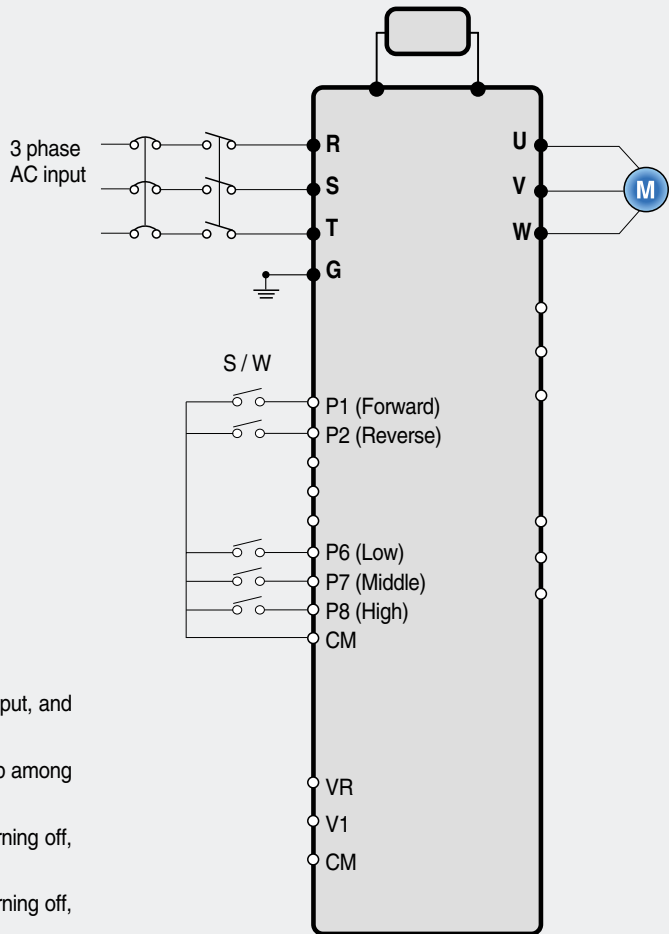 3 phase
AC input
R
S
T
G
U
V
W
M
S / W
P1 (Forward)
P2 (Reverse)
P6 (Low)
P7 (Middle)
P8 (High)
CM
VR
V1
CM
put, and
among
rning off,
rning off,